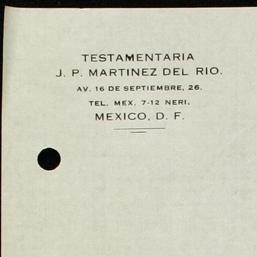 TESTAMENTARIA
J. P. MARTINEZ DEL RIO.
AV. 16 DE SEPTIEMBRE, 26.
TEL. MEX. 7-12 NERI.
MEXICO, D. F.